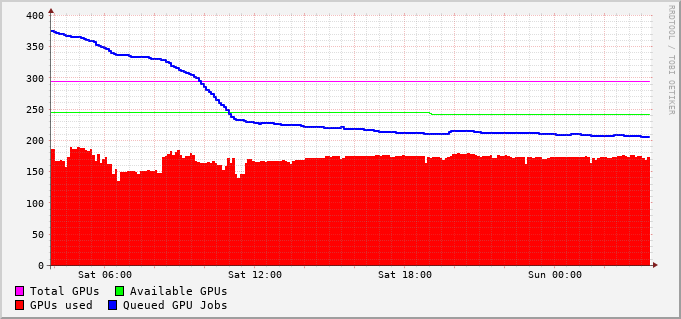 400
350
300
250
200
150
100
50
0
Sat 06:00 Sat 12:00 Sat 18:00 Sun 00:00
Total GPUs Available GPUs
GPUs used Queued GPU Jobs
RRDTOOL / TOBI OETIKER